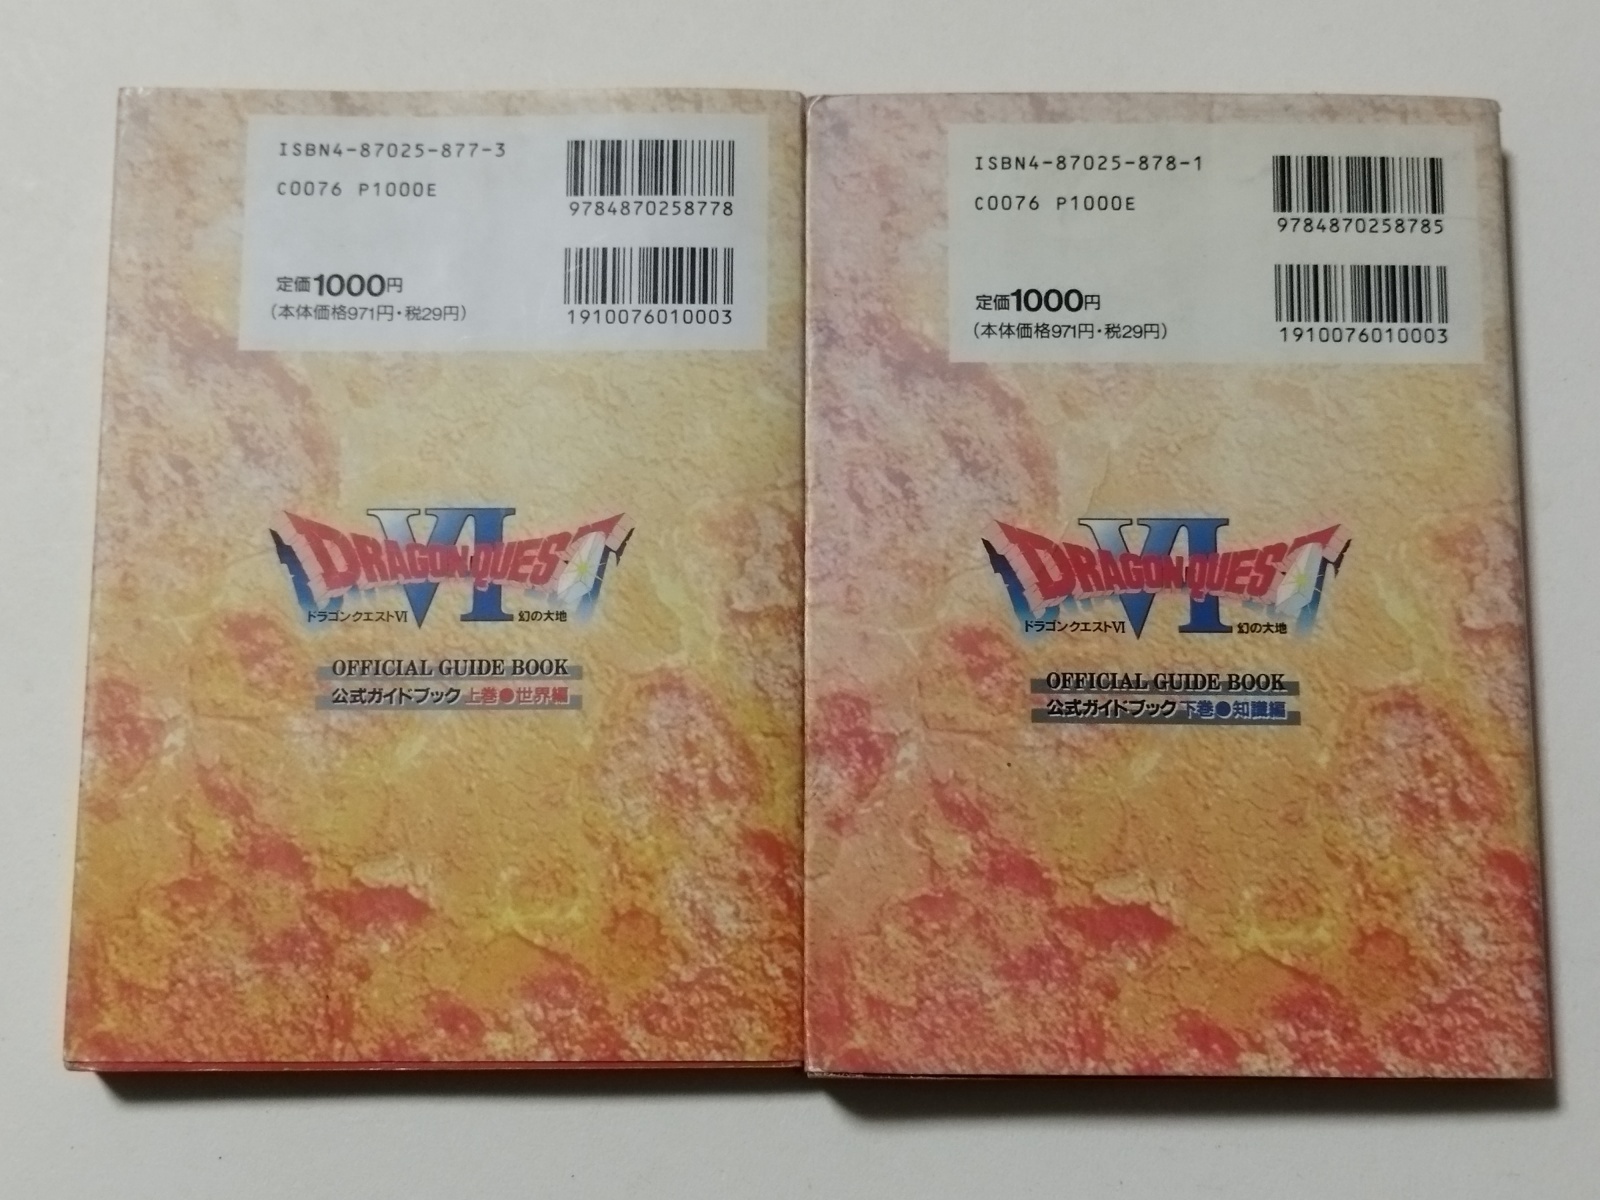 ISBN4-87025-877-3
C0076 P1000E
9784870258778
定価1000円
(本体価格971円・税29円)
1910076010003
VI
DRAGON QUEST
ドラゴンクエストVI 幻の大地
OFFICIAL GUIDE BOOK
公式ガイドブック 上巻●世界編
ISBN4-87025-878-1
C0076 P1000E
9784870258785
定価1000円
(本体価格971円・税29円)
1910076010003
VI
DRAGON QUEST
ドラゴンクエストVI 幻の大地
OFFICIAL GUIDE BOOK
公式ガイドブック 下巻●知識編